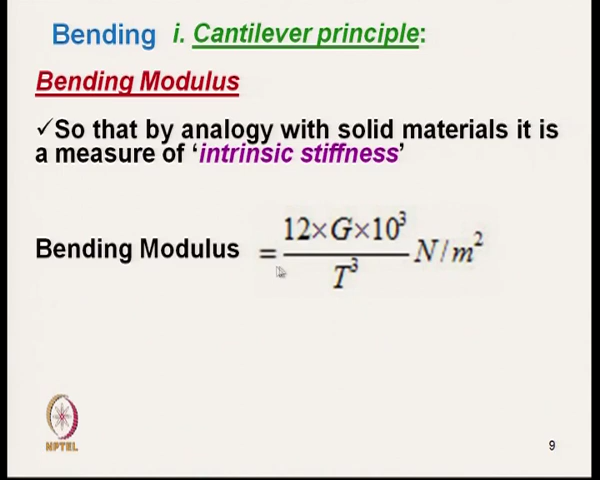 Bending i. Cantilever principle:
Bending Modulus
✓So that by analogy with solid materials it is
a measure of ‘intrinsic stiffness’
Bending Modulus = 12×G×10³ / T³ N/m²
NPTEL
9